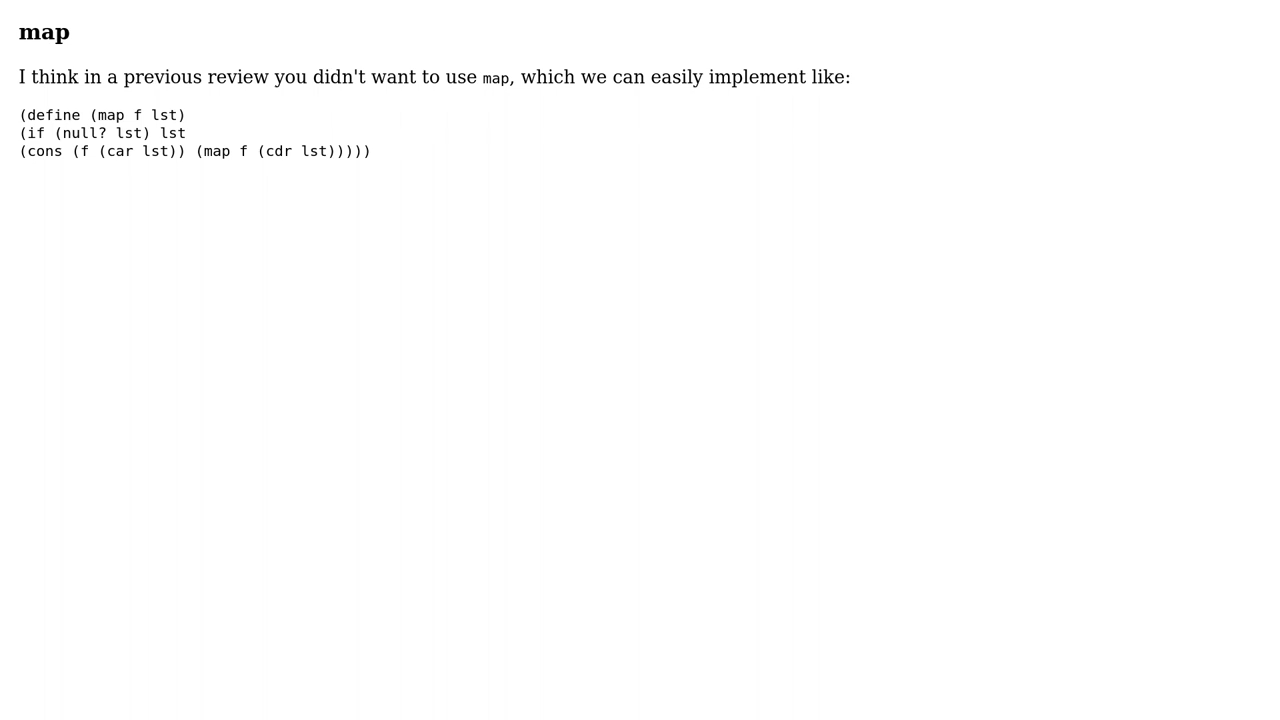 map
I think in a previous review you didn't want to use map, which we can easily implement like:
(define (map f lst)
(if (null? lst) lst
(cons (f (car lst)) (map f (cdr lst)))))